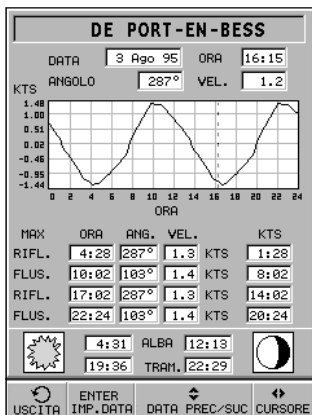 DE PORT-EN-BESS
DATA 3 Ago 95 ORA 16:15
ANGOLO 287° VEL. 1.2
KTS
1.48
1.00
0.51
0.02
-0.46
-0.95
-1.44
0 2 4 6 8 10 12 14 16 18 20 22 24
ORA
MAX ORA ANG. VEL. KTS
RIFL. 4:28 287° 1.3 KTS 1:28
FLUS. 10:02 103° 1.4 KTS 8:02
RIFL. 17:02 287° 1.3 KTS 14:02
FLUS. 22:24 103° 1.4 KTS 20:24
4:31 ALBA 12:13
19:36 TRAM. 22:29
USCITA ENTER IMP.DATA DATA PREC/SUC CURSORE